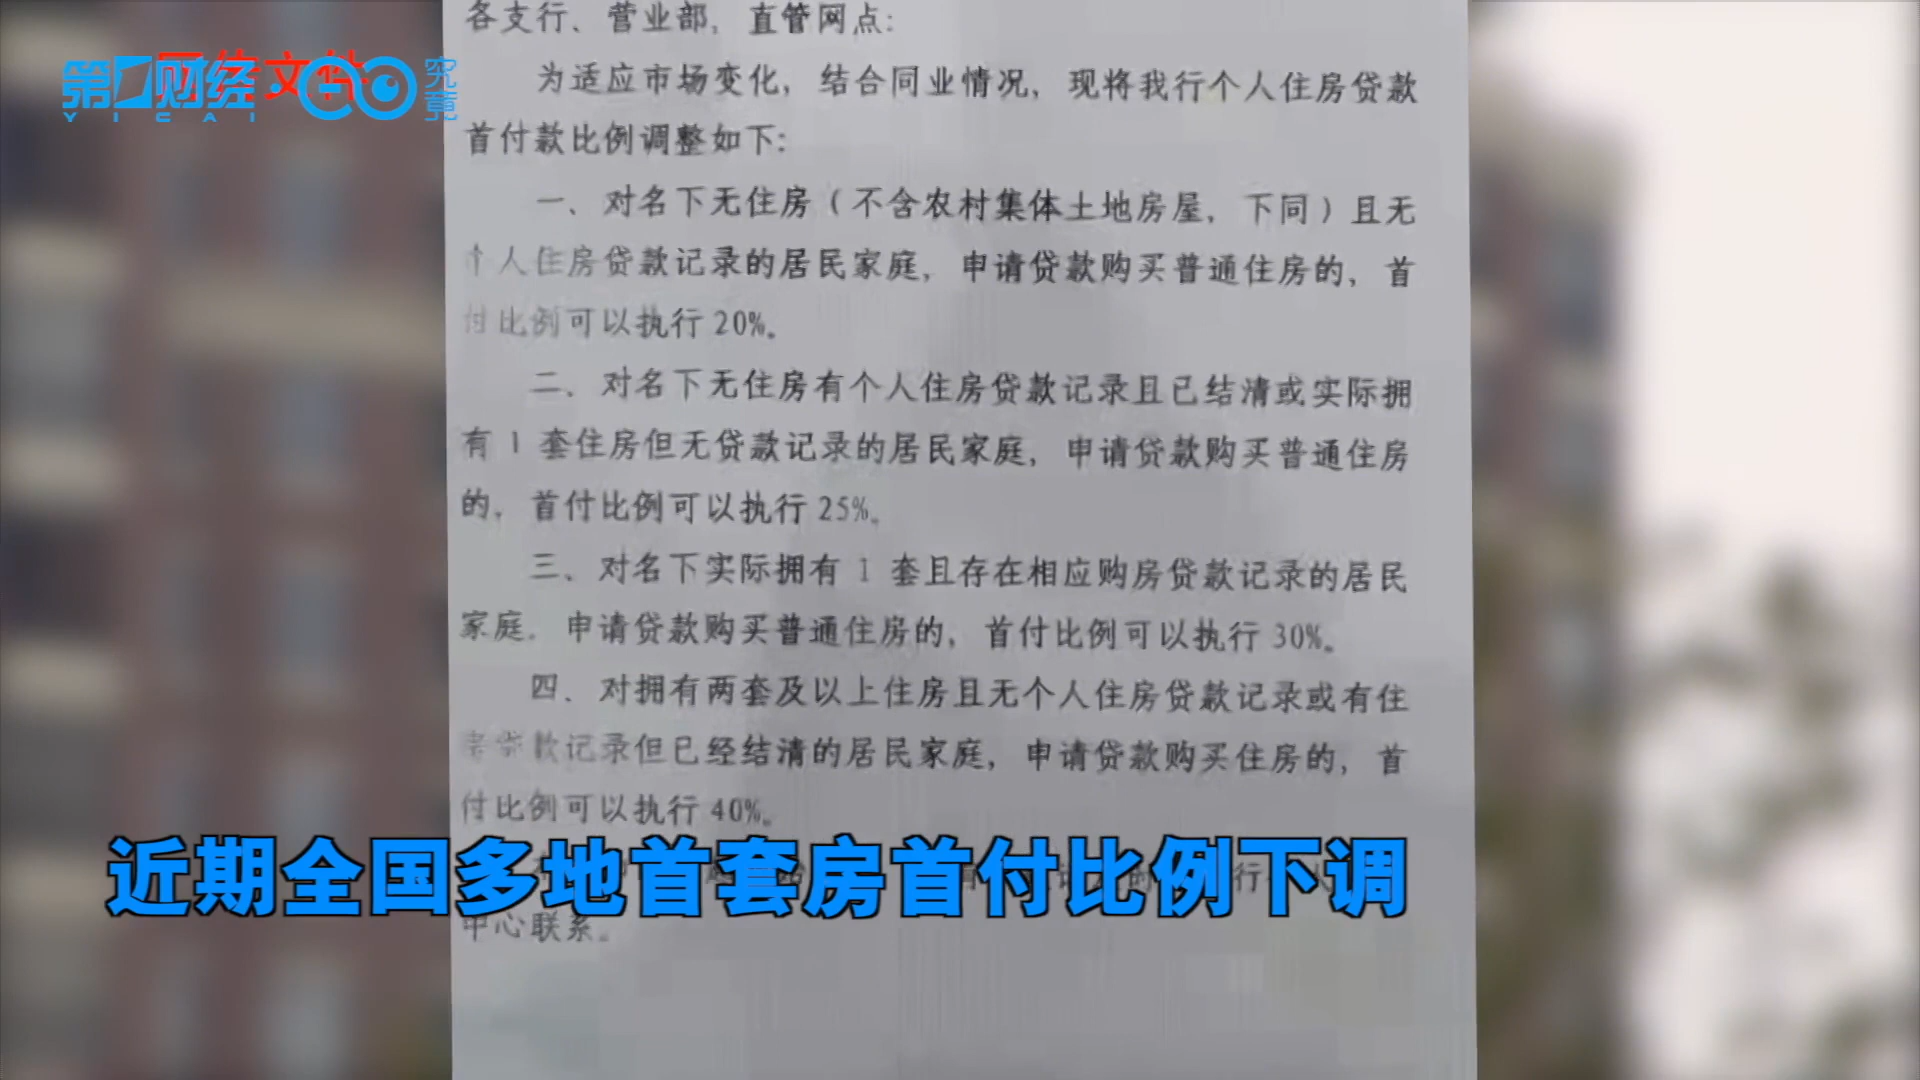 第一财经
YICAI
网传文件
究竟
各支行、营业部，直管网点：
为适应市场变化，结合同业情况，现将我行个人住房贷款
首付款比例调整如下：
一、对名下无住房（不含农村集体土地房屋，下同）且无
个人住房贷款记录的居民家庭，申请贷款购买普通住房的，首
付比例可以执行 20%。
二、对名下无住房有个人住房贷款记录且已结清或实际拥
有 1 套住房但无贷款记录的居民家庭，申请贷款购买普通住房
的，首付比例可以执行 25%。
三、对名下实际拥有 1 套且存在相应购房贷款记录的居民
家庭，申请贷款购买普通住房的，首付比例可以执行 30%。
四、对拥有两套及以上住房且无个人住房贷款记录或有住
房贷款记录但已经结清的居民家庭，申请贷款购买住房的，首
付比例可以执行 40%。
近期全国多地首套房首付比例下调
中心联系。